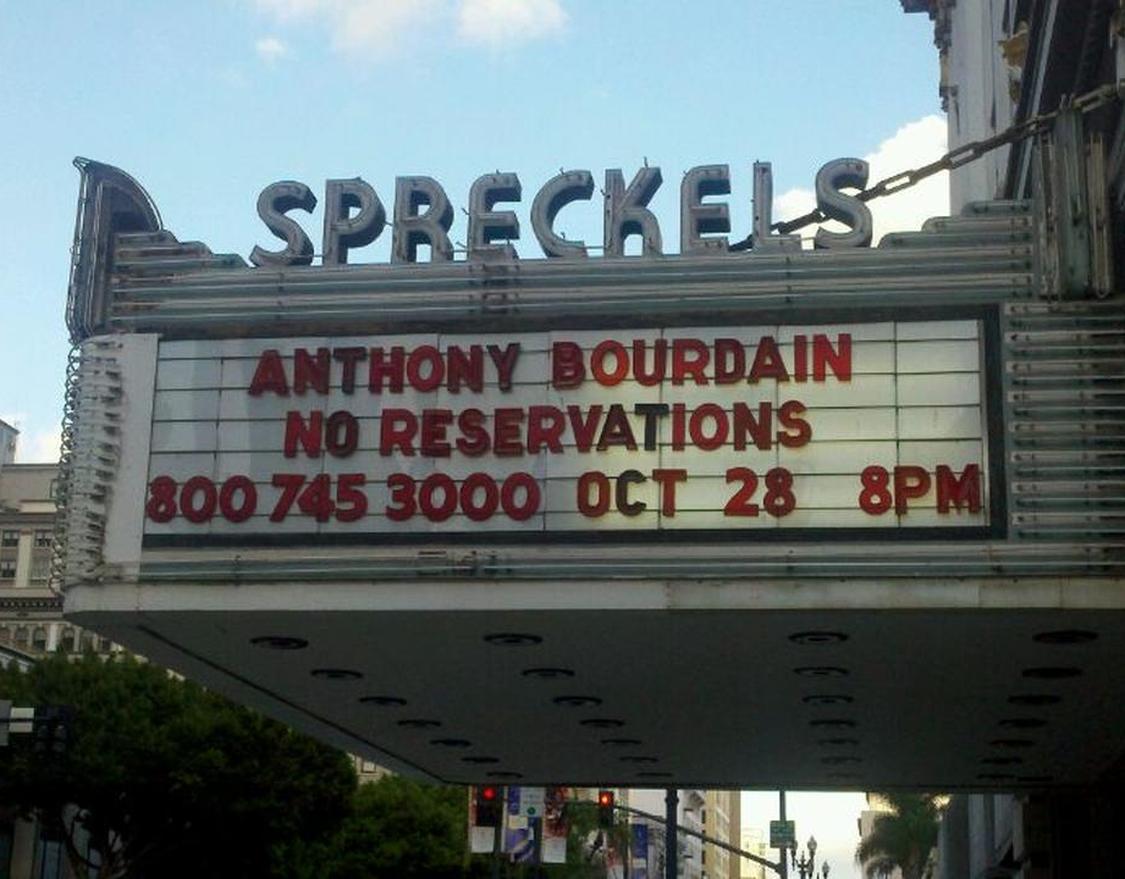 SPRECKELS
ANTHONY BOURDAIN
NO RESERVATIONS
800 745 3000 OCT 28 8PM